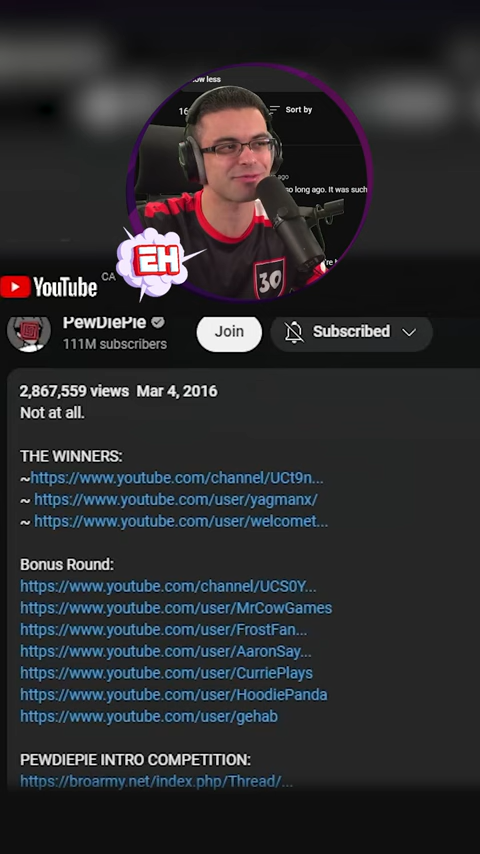 ow less
16
Sort by
ago
so long ago. It was such
EH
30
YouTube CA
PewDiePie
111M subscribers
Join
Subscribed
2,867,559 views Mar 4, 2016
Not at all.
THE WINNERS:
~https://www.youtube.com/channel/UCt9n...
~ https://www.youtube.com/user/yagmanx/
~ https://www.youtube.com/user/welcomet...
Bonus Round:
https://www.youtube.com/channel/UCS0Y...
https://www.youtube.com/user/MrCowGames
https://www.youtube.com/user/FrostFan...
https://www.youtube.com/user/AaronSay...
https://www.youtube.com/user/CurriePlays
https://www.youtube.com/user/HoodiePanda
https://www.youtube.com/user/gehab
PEWDIEPIE INTRO COMPETITION:
https://broarmy.net/index.php/Thread/...